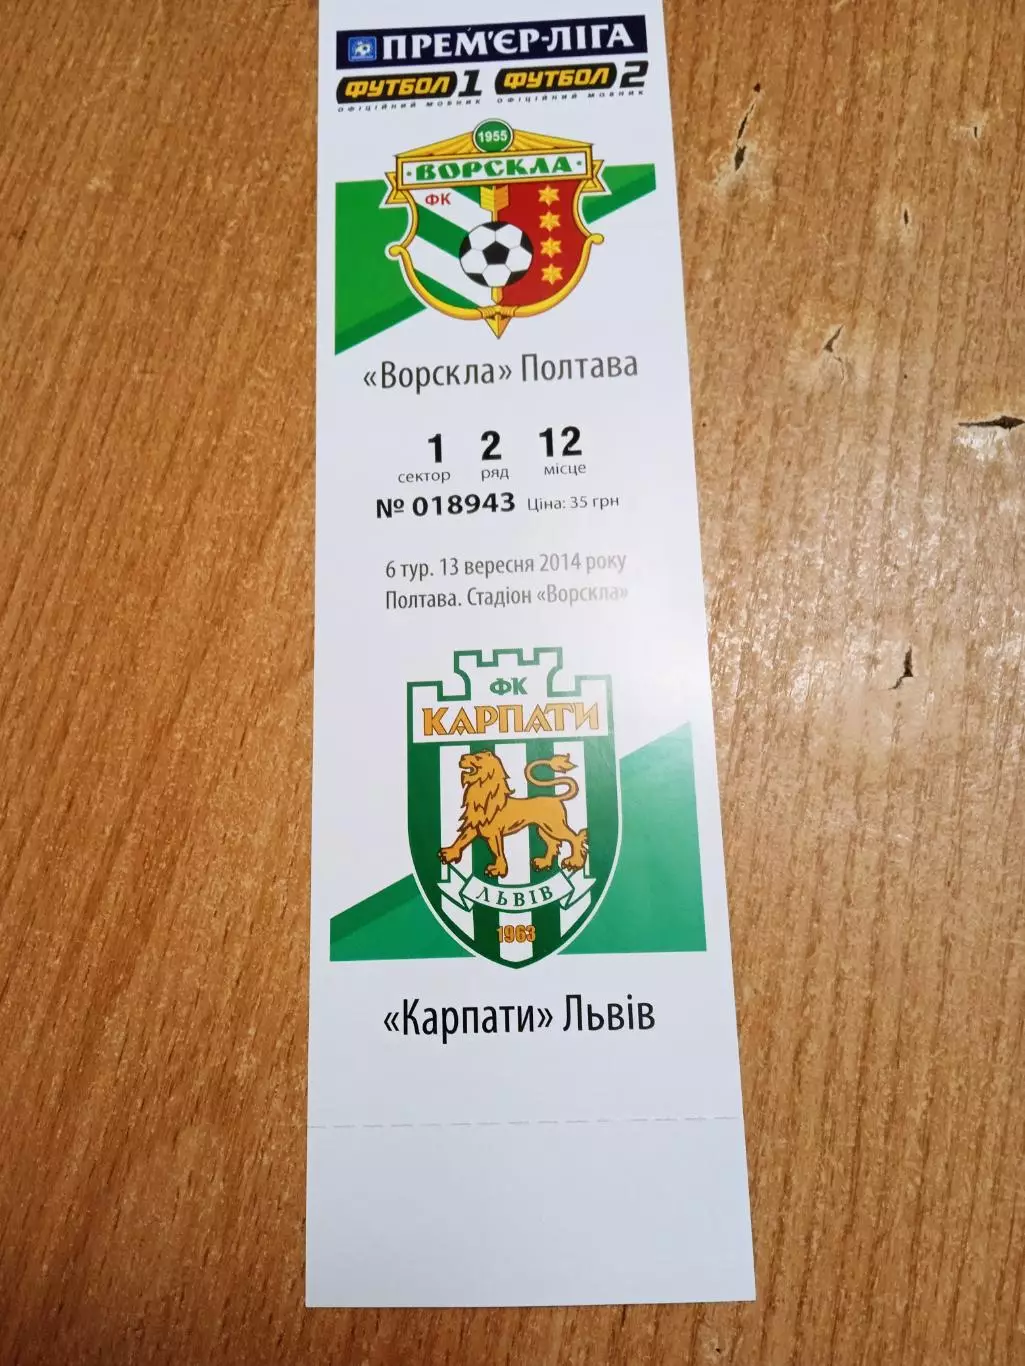 ПРЕМ'ЄР-ЛІГА
ФУТБОЛ 1 ФУТБОЛ 2
офіційний мовник офіційний мовник
1955
·ВОРСКЛА·
ФК
«Ворскла» Полтава
1 2 12
сектор ряд місце
№ 018943 Ціна: 35 грн
6 тур. 13 вересня 2014 року
Полтава. Стадіон «Ворскла»
ФК
КАРПАТИ
ЛЬВІВ
1963
«Карпати» Львів